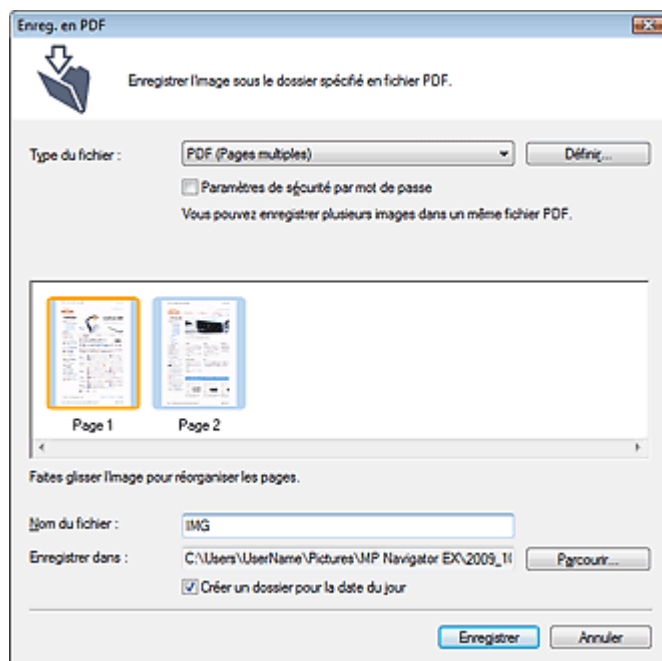 Enreg. en PDF
Enregistrer l'image sous le dossier spécifié en fichier PDF.
Type du fichier : PDF (Pages multiples) Définir...
Paramètres de sécurité par mot de passe
Vous pouvez enregistrer plusieurs images dans un même fichier PDF.
Page 1 Page 2
Faites glisser l'image pour réorganiser les pages.
Nom du fichier : IMG
Enregistrer dans : C:\Users\UserName\Pictures\MP Navigator EX\2009_10 Parcourir...
Créer un dossier pour la date du jour
Enregistrer Annuler